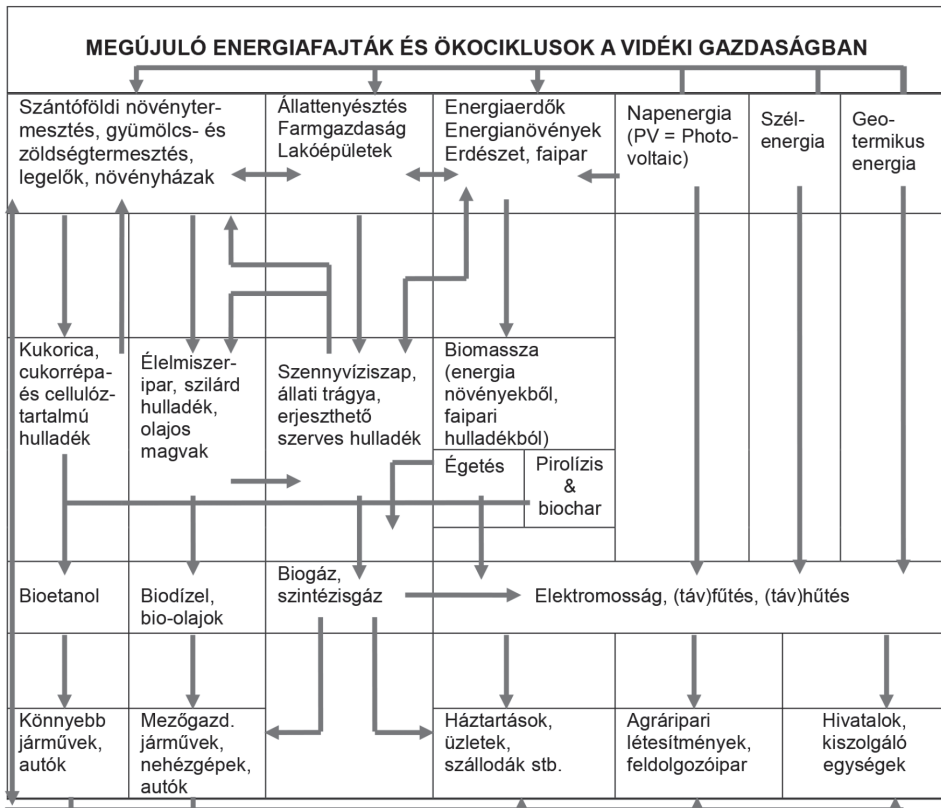 MEGÚJULÓ ENERGIAFAJTÁK ÉS ÖKOCIKLUSOK A VIDÉKI GAZDASÁGBAN
Szántóföldi növényter-
mesztés, gyümölcs- és
zöldségtermesztés,
legelők, növényházak
Állattenyésztés
Farmgazdaság
Lakóépületek
Energiaerdők
Energianövények
Erdészet, faipar
Napenergia
(PV = Photo-
voltaic)
Szél-
energia
Geo-
termikus
energia
Kukorica,
cukorrépa-
és cellulóz-
tartalmú
hulladék
Élelmiszer-
ipar, szilárd
hulladék,
olajos
magvak
Szennyvíziszap,
állati trágya,
erjeszthető
szerves hulladék
Biomassza
(energia
növényekből,
faipari
hulladékból)
Égetés
Pirolízis
&
biochar
Bioetanol
Biodízel,
bio-olajok
Biogáz,
szintézisgáz
Elektromosság, (táv)fűtés, (táv)hűtés
Könnyebb
járművek,
autók
Mezőgazd.
járművek,
nehézgépek,
autók
Háztartások,
üzletek,
szállodák stb.
Agráripari
létesítmények,
feldolgozóipar
Hivatalok,
kiszolgáló
egységek